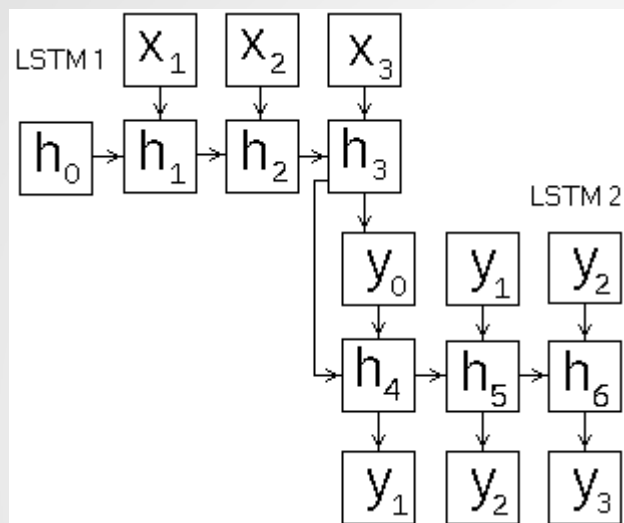 LSTM 1 x₁ x₂ x₃
h₀ h₁ h₂ h₃
LSTM 2
y₀ y₁ y₂
h₄ h₅ h₆
y₁ y₂ y₃